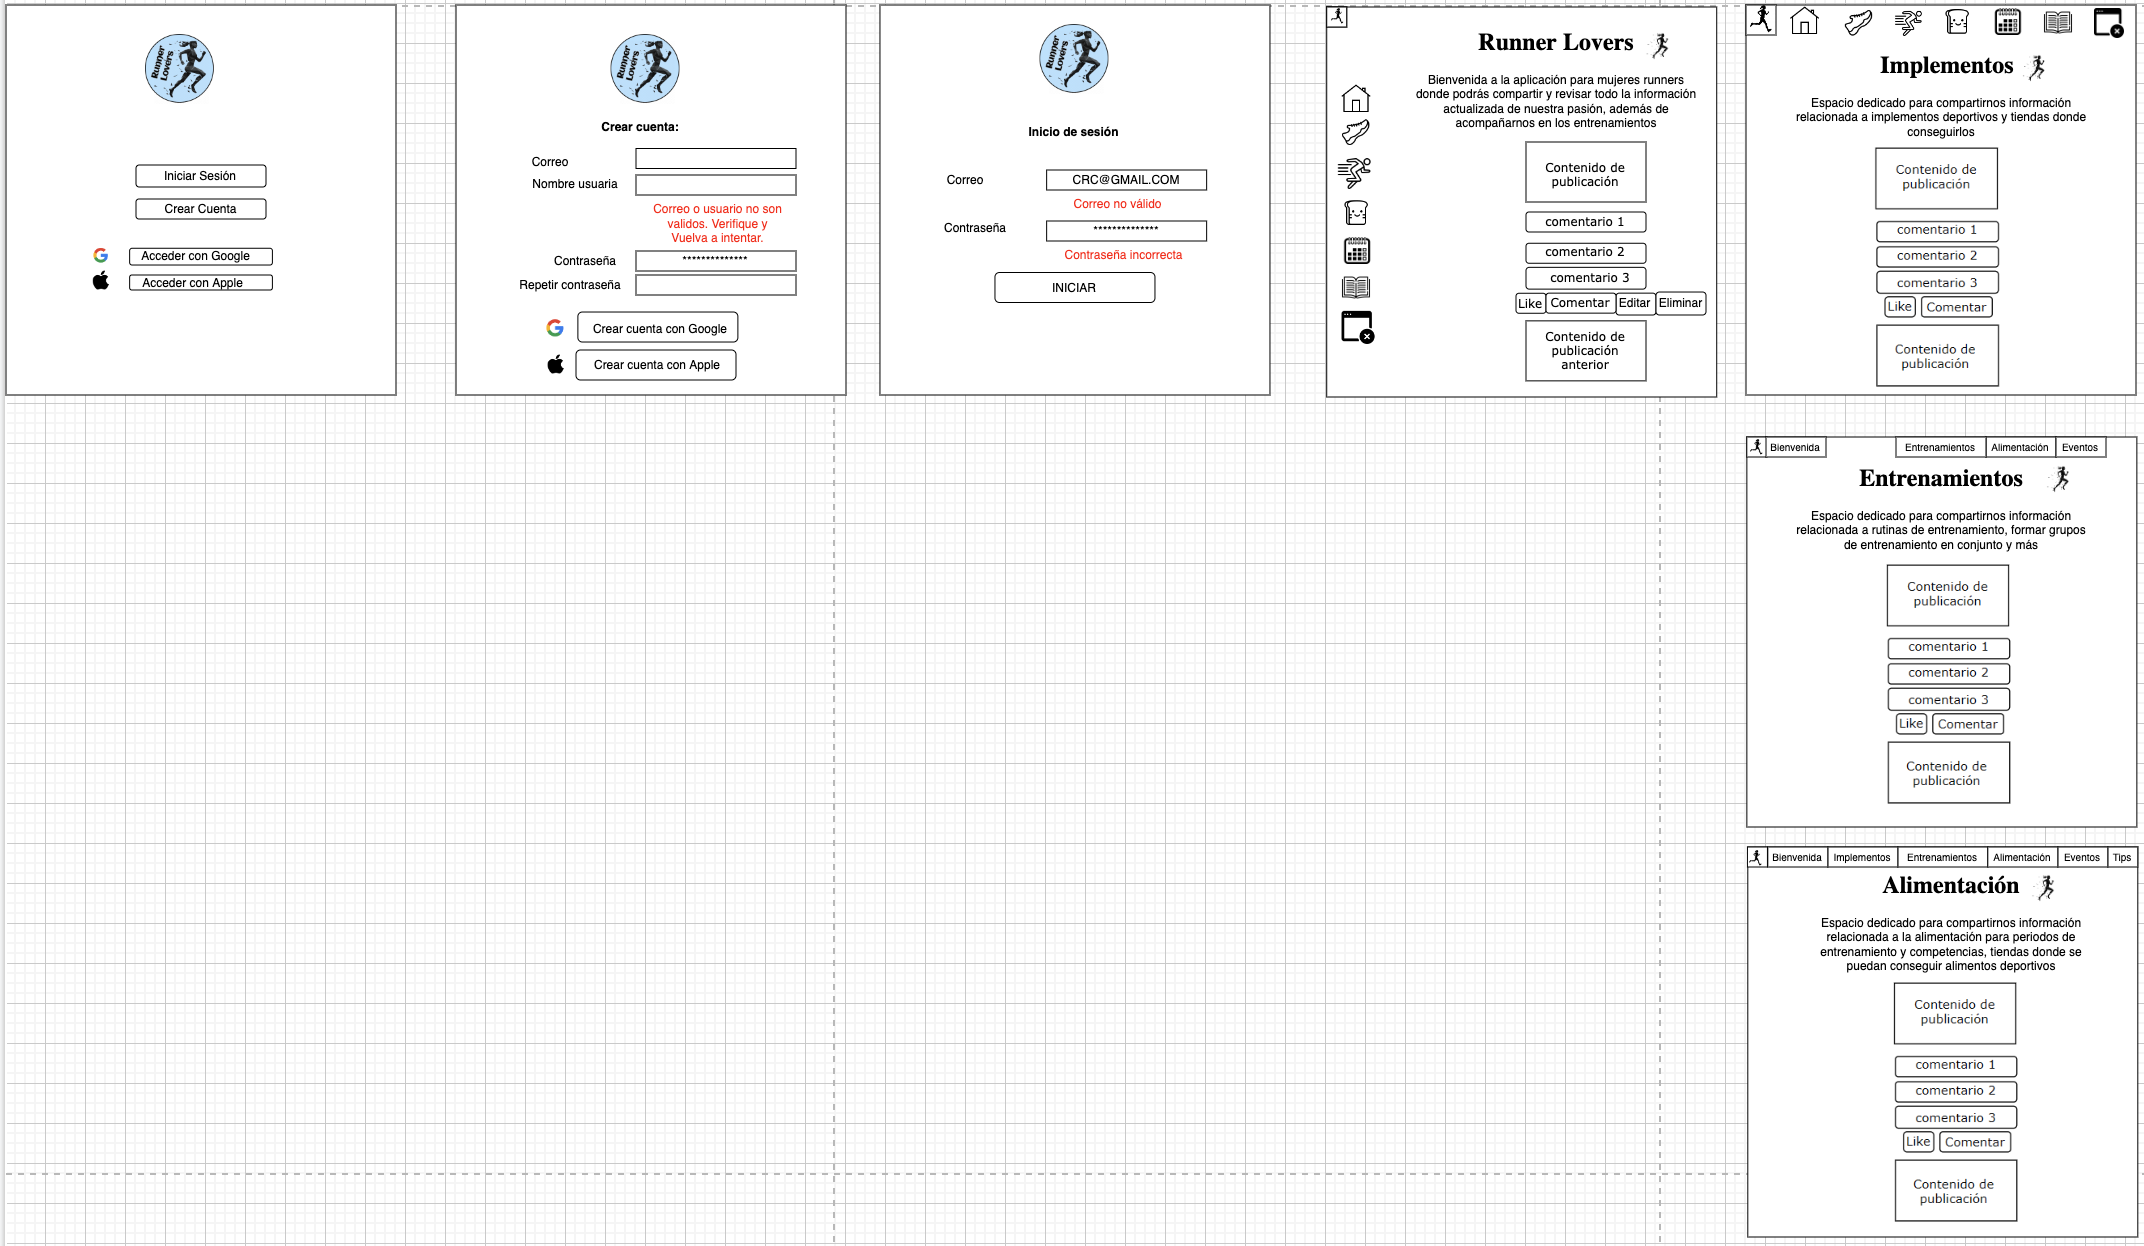 Runner
Lovers
Iniciar Sesión
Crear Cuenta
Acceder con Google
Acceder con Apple
Runner
Lovers
Crear cuenta:
Correo
Nombre usuaria
Correo o usuario no son
validos. Verifique y
Vuelva a intentar.
Contraseña
**************
Repetir contraseña
Crear cuenta con Google
Crear cuenta con Apple
Runner
Lovers
Inicio de sesión
Correo
CRC@GMAIL.COM
Correo no válido
Contraseña
**************
Contraseña incorrecta
INICIAR
Runner Lovers
Bienvenida a la aplicación para mujeres runners
donde podrás compartir y revisar todo la información
actualizada de nuestra pasión, además de
acompañarnos en los entrenamientos
Contenido de
publicación
comentario 1
comentario 2
comentario 3
Like Comentar Editar Eliminar
Contenido de
publicación
anterior
Implementos
Espacio dedicado para compartirnos información
relacionada a implementos deportivos y tiendas donde
conseguirlos
Contenido de
publicación
comentario 1
comentario 2
comentario 3
Like Comentar
Contenido de
publicación
Bienvenida Entrenamientos Alimentación Eventos
Entrenamientos
Espacio dedicado para compartirnos información
relacionada a rutinas de entrenamiento, formar grupos
de entrenamiento en conjunto y más
Contenido de
publicación
comentario 1
comentario 2
comentario 3
Like Comentar
Contenido de
publicación
Bienvenida Implementos Entrenamientos Alimentación Eventos Tips
Alimentación
Espacio dedicado para compartirnos información
relacionada a la alimentación para periodos de
entrenamiento y competencias, tiendas donde se
puedan conseguir alimentos deportivos
Contenido de
publicación
comentario 1
comentario 2
comentario 3
Like Comentar
Contenido de
publicación